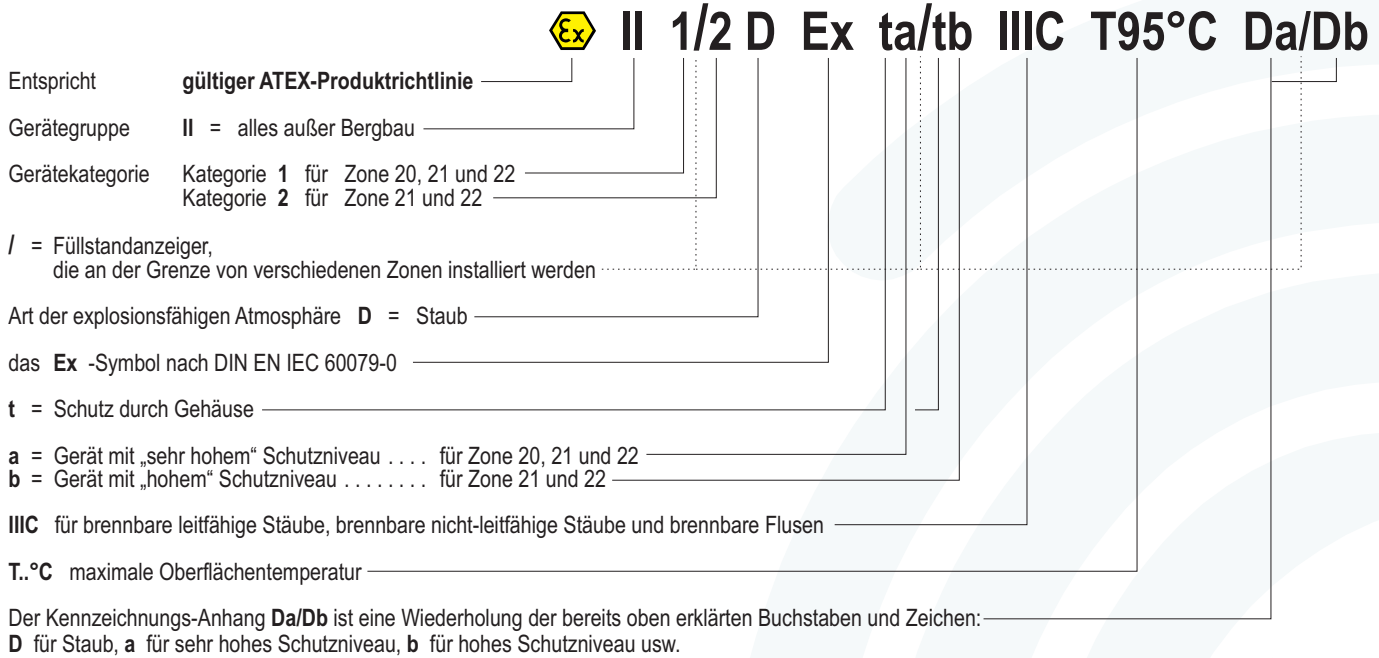 Ex II 1/2 D Ex ta/tb IIIC T95°C Da/Db
Entspricht gültiger ATEX-Produktrichtlinie
Gerätegruppe II = alles außer Bergbau
Gerätekategorie Kategorie 1 für Zone 20, 21 und 22
Kategorie 2 für Zone 21 und 22
/ = Füllstandanzeiger,
die an der Grenze von verschiedenen Zonen installiert werden
Art der explosionsfähigen Atmosphäre D = Staub
das Ex -Symbol nach DIN EN IEC 60079-0
t = Schutz durch Gehäuse
a = Gerät mit „sehr hohem“ Schutzniveau . . . . für Zone 20, 21 und 22
b = Gerät mit „hohem“ Schutzniveau . . . . . . . . für Zone 21 und 22
IIIC für brennbare leitfähige Stäube, brennbare nicht-leitfähige Stäube und brennbare Flusen
T..°C maximale Oberflächentemperatur
Der Kennzeichnungs-Anhang Da/Db ist eine Wiederholung der bereits oben erklärten Buchstaben und Zeichen:
D für Staub, a für sehr hohes Schutzniveau, b für hohes Schutzniveau usw.